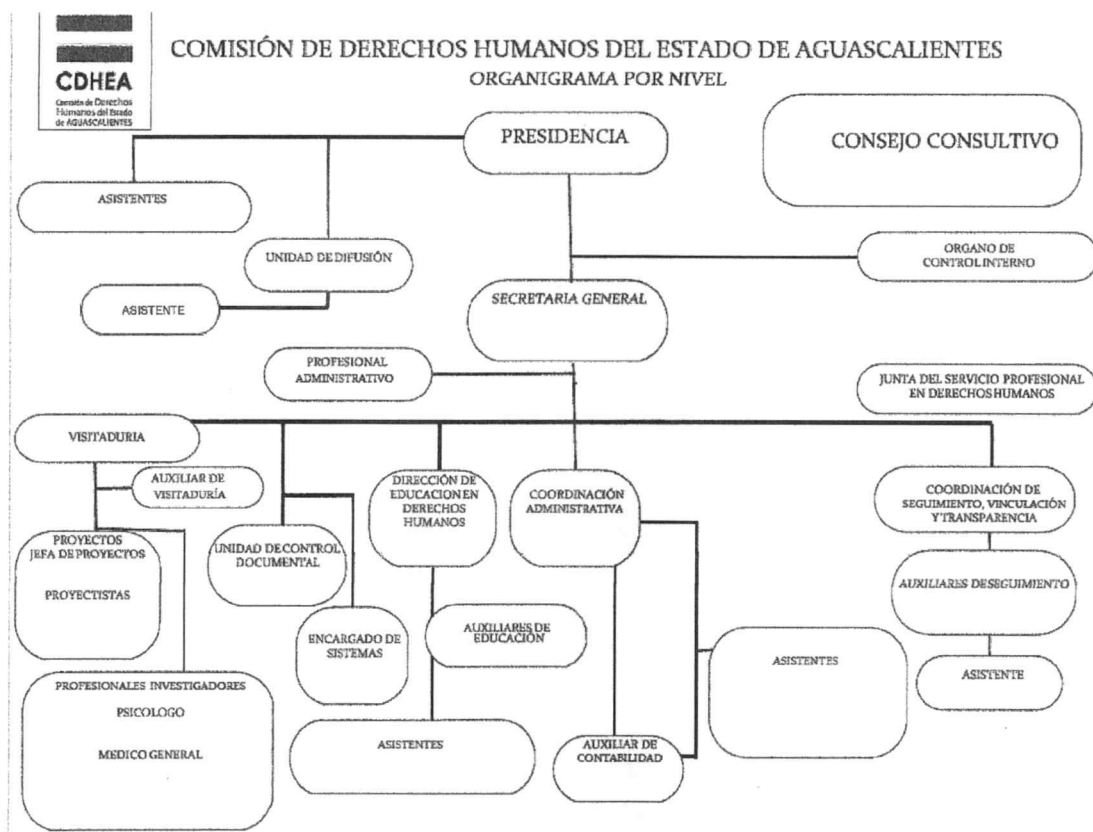 CDHEA
Comisión de Derechos
Humanos del Estado
de AGUASCALIENTES
COMISIÓN DE DERECHOS HUMANOS DEL ESTADO DE AGUASCALIENTES
ORGANIGRAMA POR NIVEL
PRESIDENCIA
CONSEJO CONSULTIVO
ASISTENTES
UNIDAD DE DIFUSIÓN
ORGANO DE
CONTROL INTERNO
ASISTENTE
SECRETARIA GENERAL
PROFESIONAL
ADMINISTRATIVO
JUNTA DEL SERVICIO PROFESIONAL
EN DERECHOS HUMANOS
VISITADURIA
AUXILIAR DE
VISITADURÍA
DIRECCIÓN DE
EDUCACION EN
DERECHOS
HUMANOS
COORDINACIÓN
ADMINISTRATIVA
COORDINACIÓN DE
SEGUIMIENTO, VINCULACIÓN
Y TRANSPARENCIA
PROYECTOS
JEFA DE PROYECTOS
PROYECTISTAS
UNIDAD DE CONTROL
DOCUMENTAL
AUXILIARES DE SEGUIMIENTO
ENCARGADO DE
SISTEMAS
AUXILIARES DE
EDUCACIÓN
ASISTENTES
ASISTENTE
PROFESIONALES INVESTIGADORES
PSICOLOGO
MEDICO GENERAL
ASISTENTES
AUXILIAR DE
CONTABILIDAD